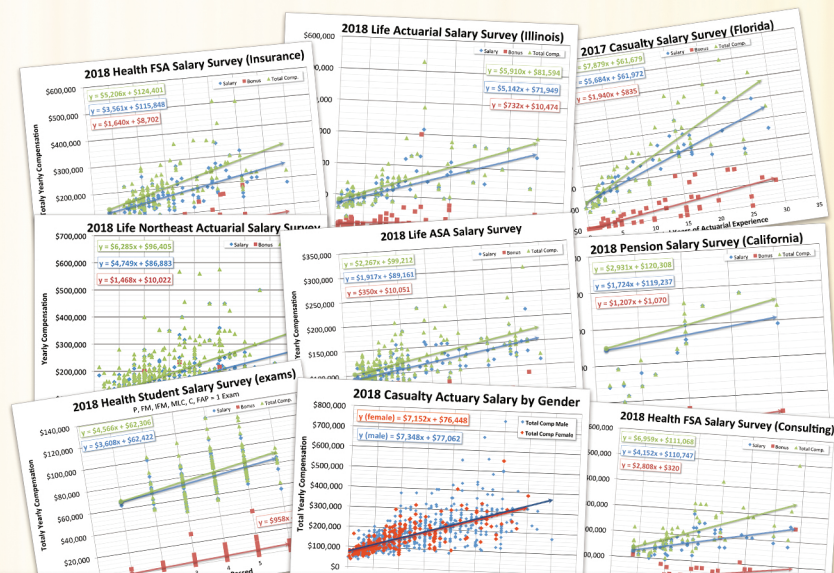 2018 Health FSA Salary Survey (Insurance)
$600,000
$500,000
$400,000
$300,000
$200,000
Totaly Yearly Compensation
y = $5,206x + $124,401
y = $3,561x + $115,848
y = $1,640x + $8,702
2018 Life Actuarial Salary Survey (Illinois)
$600,000
Salary Bonus Total Comp.
y = $5,910x + $81,594
y = $5,142x + $71,949
y = $732x + $10,474
2017 Casualty Salary Survey (Florida)
Salary Bonus Total Comp.
y = $7,879x + $61,679
y = $5,684x + $61,972
y = $1,940x + $835
5 10 15 20 25 30 35
Years of Actuarial Experience
2018 Life Northeast Actuarial Salary Survey
$700,000
$600,000
$500,000
$400,000
$300,000
$200,000
Yearly Compensation
y = $6,285x + $96,405
y = $4,749x + $86,883
y = $1,468x + $10,022
Salary Bonus
2018 Life ASA Salary Survey
$350,000
$300,000
$250,000
$200,000
$150,000
Yearly Compensation
y = $2,267x + $99,212
y = $1,917x + $89,161
y = $350x + $10,051
Salary Bonus Total Comp.
2018 Pension Salary Survey (California)
y = $2,931x + $120,308
y = $1,724x + $119,237
y = $1,207x + $1,070
Salary Bonus Total Comp.
2018 Health Student Salary Survey (exams)
P, FM, IFM, MLC, C, FAP = 1 Exam
Salary Bonus Total Comp.
$140,000
$120,000
$100,000
$80,000
$60,000
$40,000
$20,000
Totaly Yearly Compensation
y = $4,566x + $62,306
y = $3,608x + $62,422
y = $958x
3 4 5
2018 Casualty Actuary Salary by Gender
$800,000
$700,000
$600,000
$500,000
$400,000
$300,000
$200,000
$100,000
$0
Total Yearly Compensation
y (female) = $7,152x + $76,448
y (male) = $7,348x + $77,062
Total Comp Male
Total Comp Female
2018 Health FSA Salary Survey (Consulting)
y = $6,959x + $111,068
y = $4,152x + $110,747
y = $2,808x + $320
Salary Bonus Total Comp.